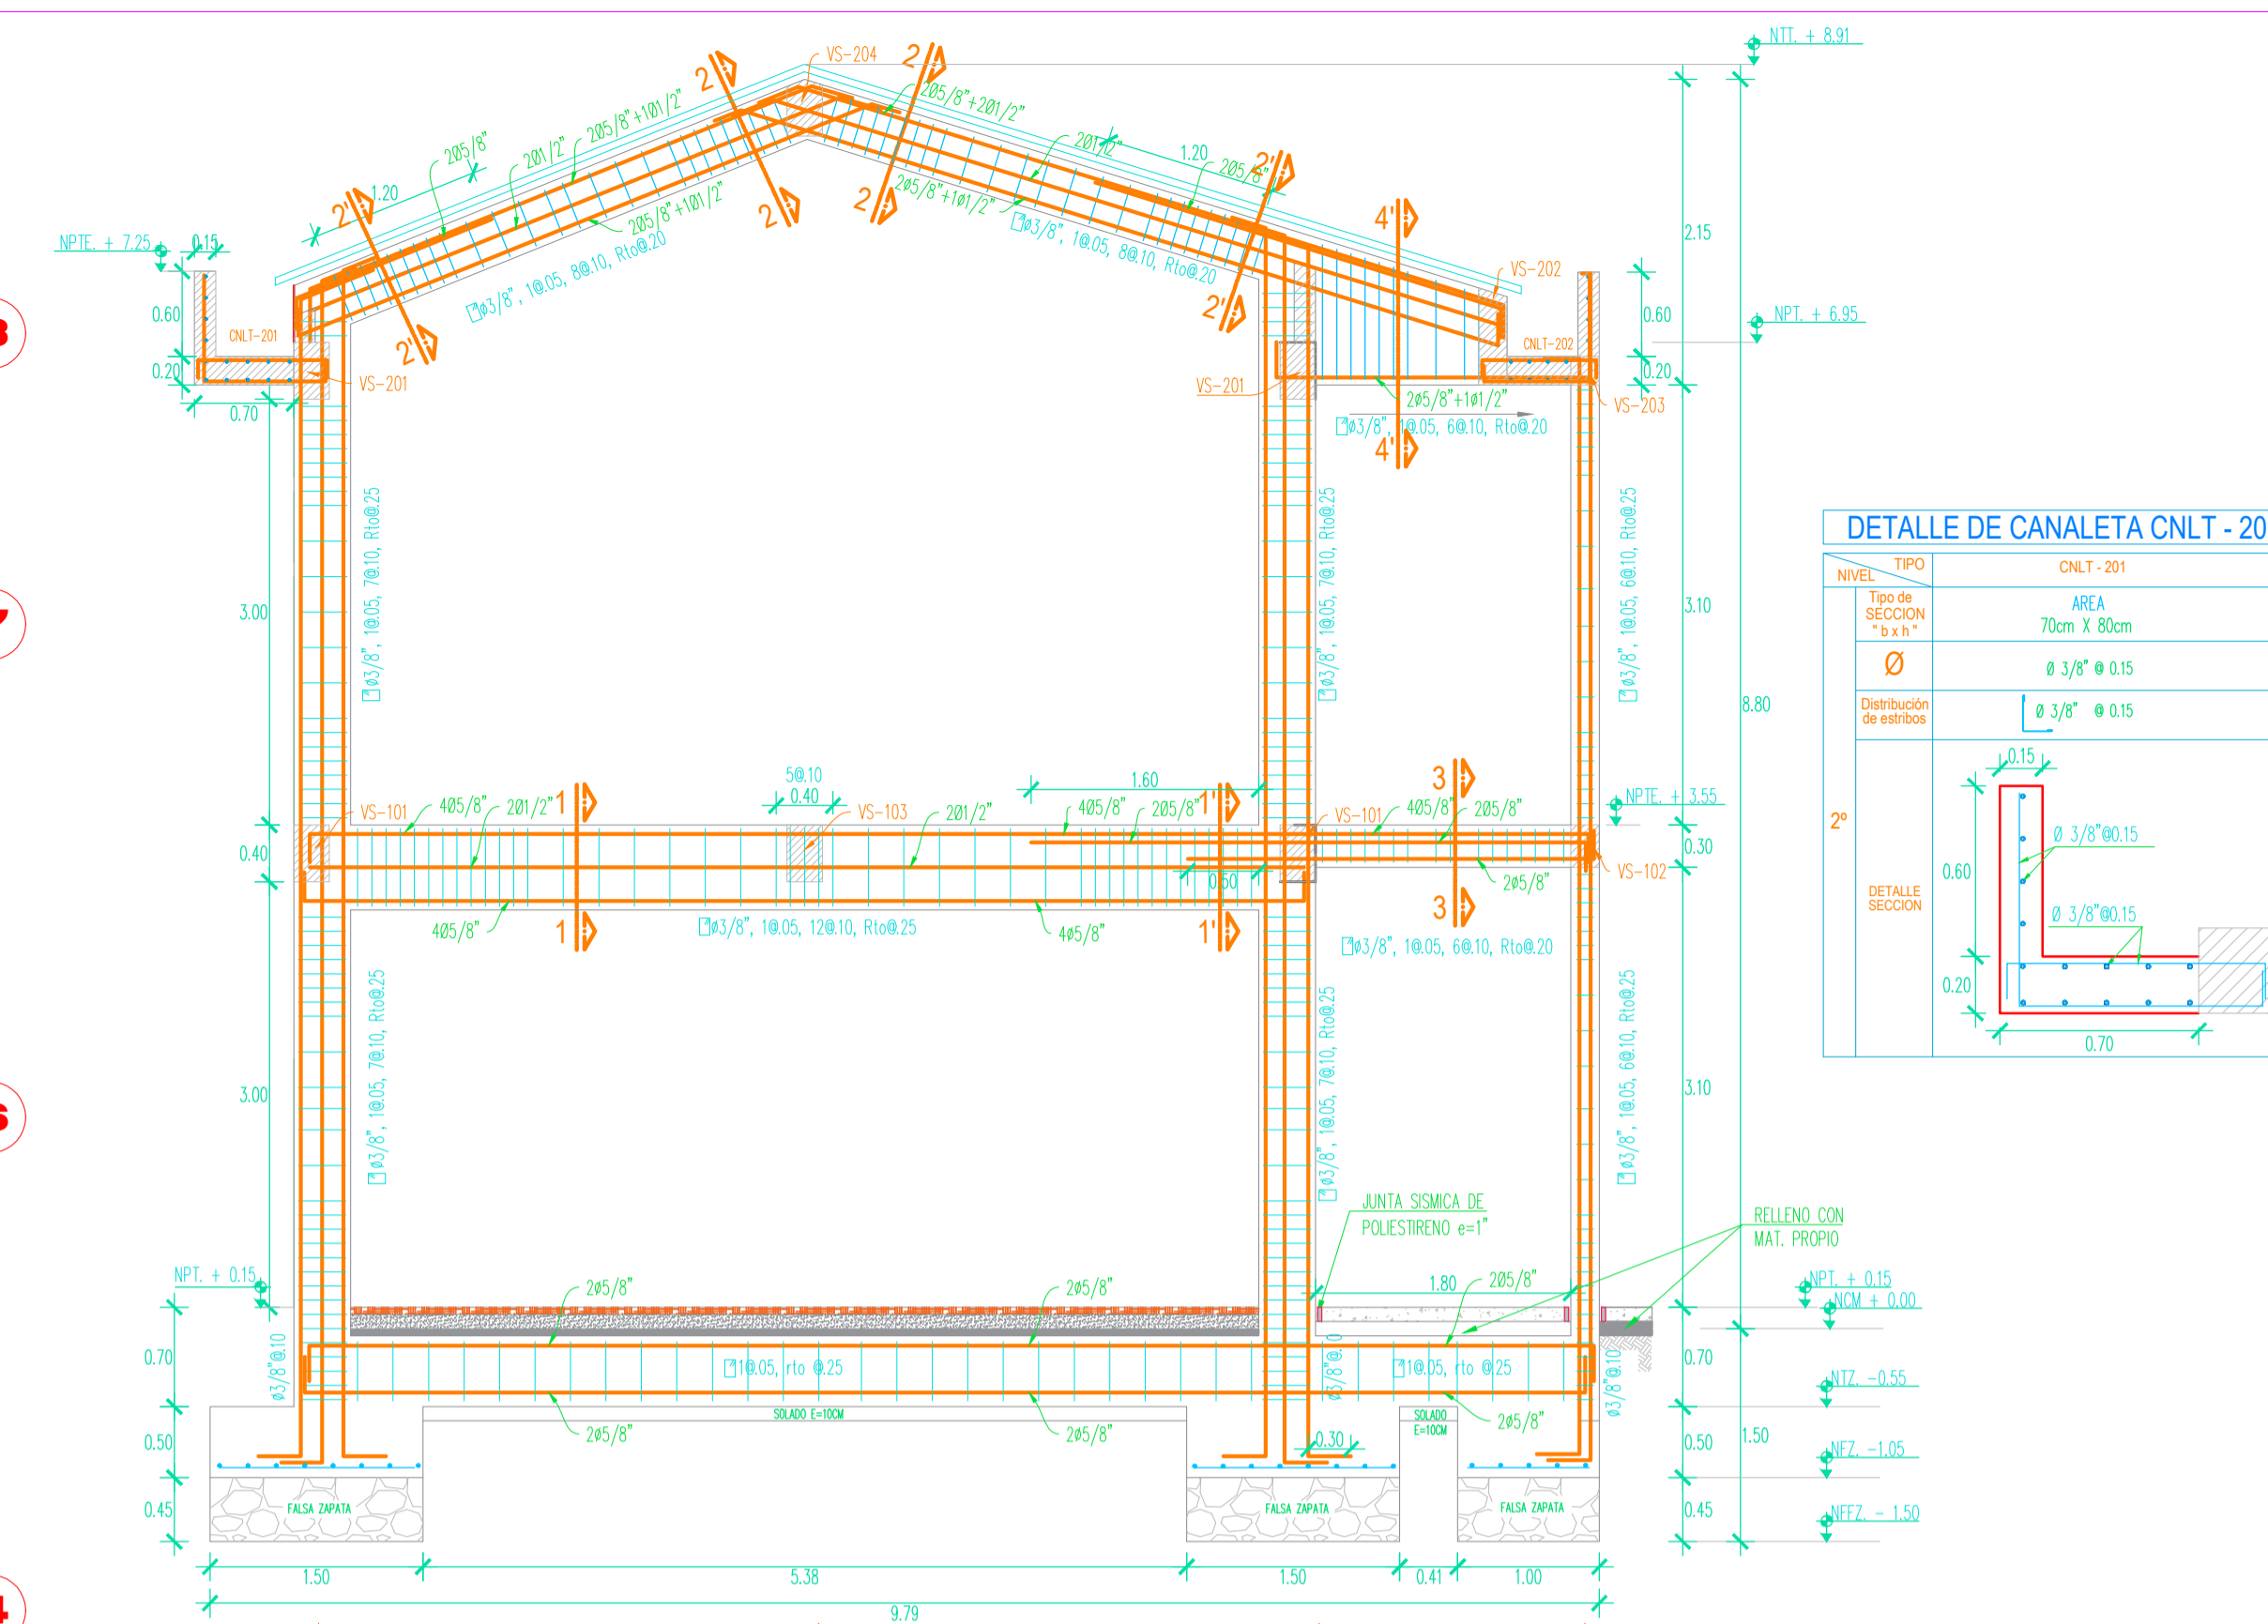 NTT. + 8.91
VS-204
2
2
2Ø5/8"+2Ø1/2"
2Ø5/8"+1Ø1/2"
2Ø5/8"
2Ø1/2"
2Ø1/2"
1.20
2Ø5/8"
1.20
2'
2'
2ø5/8"+1Ø1/2"
2ø5/8"+1ø1/2"
2
2
ø3/8", 1@.05, 8@.10, Rto@.20
ø3/8", 1@.05, 8@.10, Rto@.20
4'
2.15
NPTE. + 7.25
0.15
VS-202
2'
2'
0.60
CNLT-201
CNLT-202
0.60
NPT. + 6.95
0.20
VS-201
VS-201
0.20
0.70
2ø5/8"+1ø1/2"
VS-203
ø3/8", 1@.05, 6@.10, Rto@.20
4'
ø3/8", 1@.05, 7@.10, Rto@.25
ø3/8", 1@.05, 7@.10, Rto@.25
ø3/8", 1@.05, 6@.10, Rto@.25
3.00
3.10
8.80
DETALLE DE CANALETA CNLT - 20
TIPO
NIVEL
CNLT - 201
Tipo de
SECCION
" b x h "
AREA
70cm X 80cm
Ø
Ø 3/8" @ 0.15
Distribución
de estribos
Ø 3/8" @ 0.15
2º
DETALLE
SECCION
0.15
Ø 3/8"@0.15
0.60
Ø 3/8"@0.15
0.20
0.70
5@.10
0.40
1.60
1
1'
3
NPTE. + 3.55
4Ø5/8"
2Ø1/2"
VS-101
VS-103
2Ø1/2"
4Ø5/8"
2Ø5/8"
VS-101
4Ø5/8"
2Ø5/8"
0.40
0.30
0.50
2ø5/8"
VS-102
1
4ø5/8"
ø3/8", 1@.05, 12@.10, Rto@.25
4ø5/8"
1'
3
ø3/8", 1@.05, 6@.10, Rto@.20
ø3/8", 1@.05, 7@.10, Rto@.25
ø3/8", 1@.05, 7@.10, Rto@.25
ø3/8", 1@.05, 6@.10, Rto@.25
3.00
3.10
JUNTA SISMICA DE
POLIESTIRENO e=1"
RELLENO CON
MAT. PROPIO
NPT. + 0.15
2ø5/8"
2ø5/8"
1.80
2Ø5/8"
NPT. + 0.15
NCM + 0.00
0.70
ø3/8"@.10
1@.05, rto @.25
1@.05, rto @.25
ø3/8"@.10
0.70
NTZ. -0.55
SOLADO E=10CM
SOLADO
E=10CM
2ø5/8"
2ø5/8"
2ø5/8"
0.50
0.30
0.50
1.50
NFZ. -1.05
0.45
FALSA ZAPATA
FALSA ZAPATA
FALSA ZAPATA
0.45
NFFZ. - 1.50
1.50
5.38
1.50
0.41
1.00
9.79